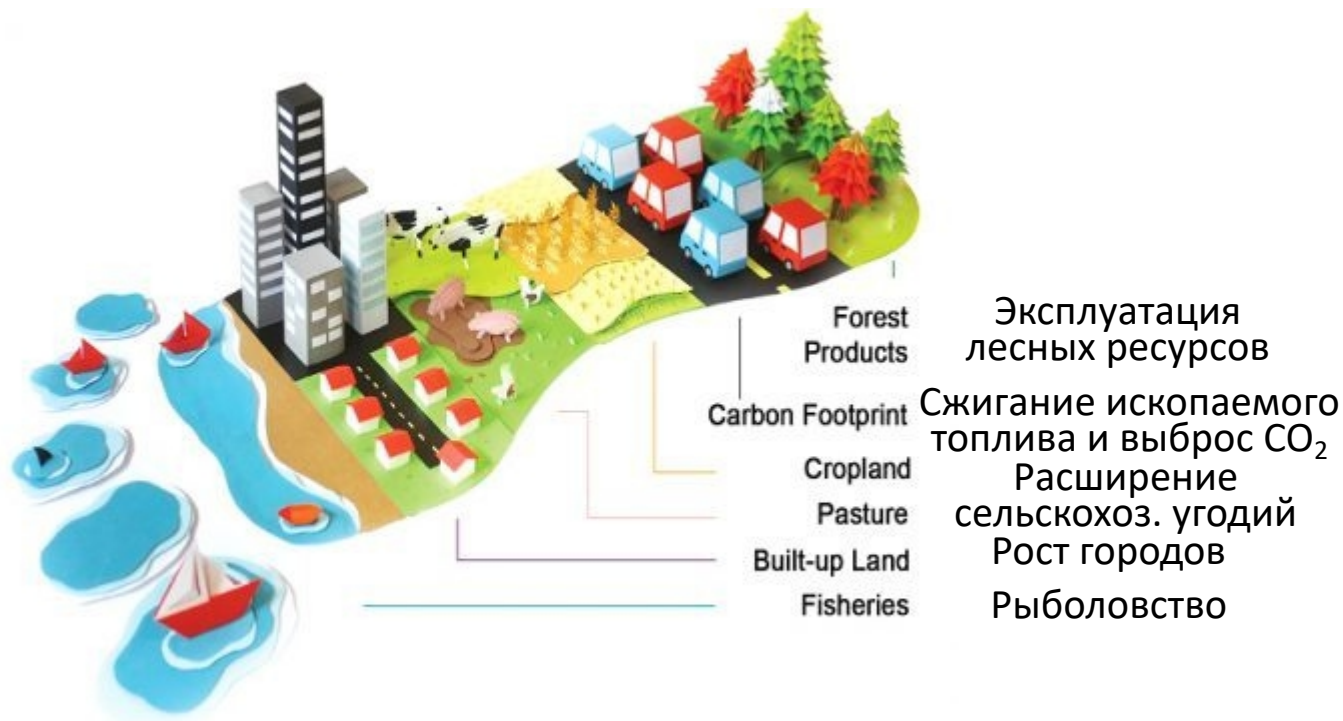 Forest
Products
Эксплуатация
лесных ресурсов
Carbon Footprint
Сжигание ископаемого
топлива и выброс CO₂
Cropland
Расширение
Pasture
сельскохоз. угодий
Built-up Land
Рост городов
Fisheries
Рыболовство